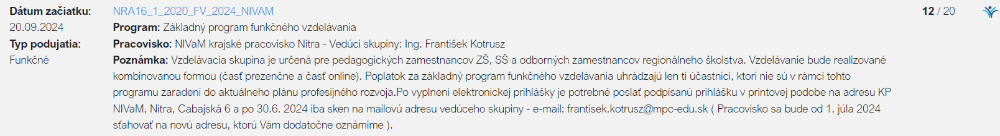 Dátum začiatku:
20.09.2024
Typ podujatia:
Funkčné
NRA16_1_2020_FV_2024_NIVAM
Program: Základný program funkčného vzdelávania
Pracovisko: NIVaM krajské pracovisko Nitra - Vedúci skupiny: Ing. František Kotrusz
Poznámka: Vzdelávacia skupina je určená pre pedagogických zamestnancov ZŠ, SŠ a odborných zamestnancov regionálneho školstva. Vzdelávanie bude realizované
kombinovanou formou (časť prezenčne a časť online). Poplatok za základný program funkčného vzdelávania uhrádzajú len tí účastníci, ktorí nie sú v rámci tohto
programu zaradení do aktuálneho plánu profesijného rozvoja.Po vyplnení elektronickej prihlášky je potrebné poslať podpísanú prihlášku v printovej podobe na adresu KP
NIVaM, Nitra, Cabajská 6 a po 30.6. 2024 iba sken na mailovú adresu vedúceho skupiny - e-mail: frantisek.kotrusz@mpc-edu.sk ( Pracovisko sa bude od 1. júla 2024
sťahovať na novú adresu, ktorú Vám dodatočne oznámime ).
12 / 20